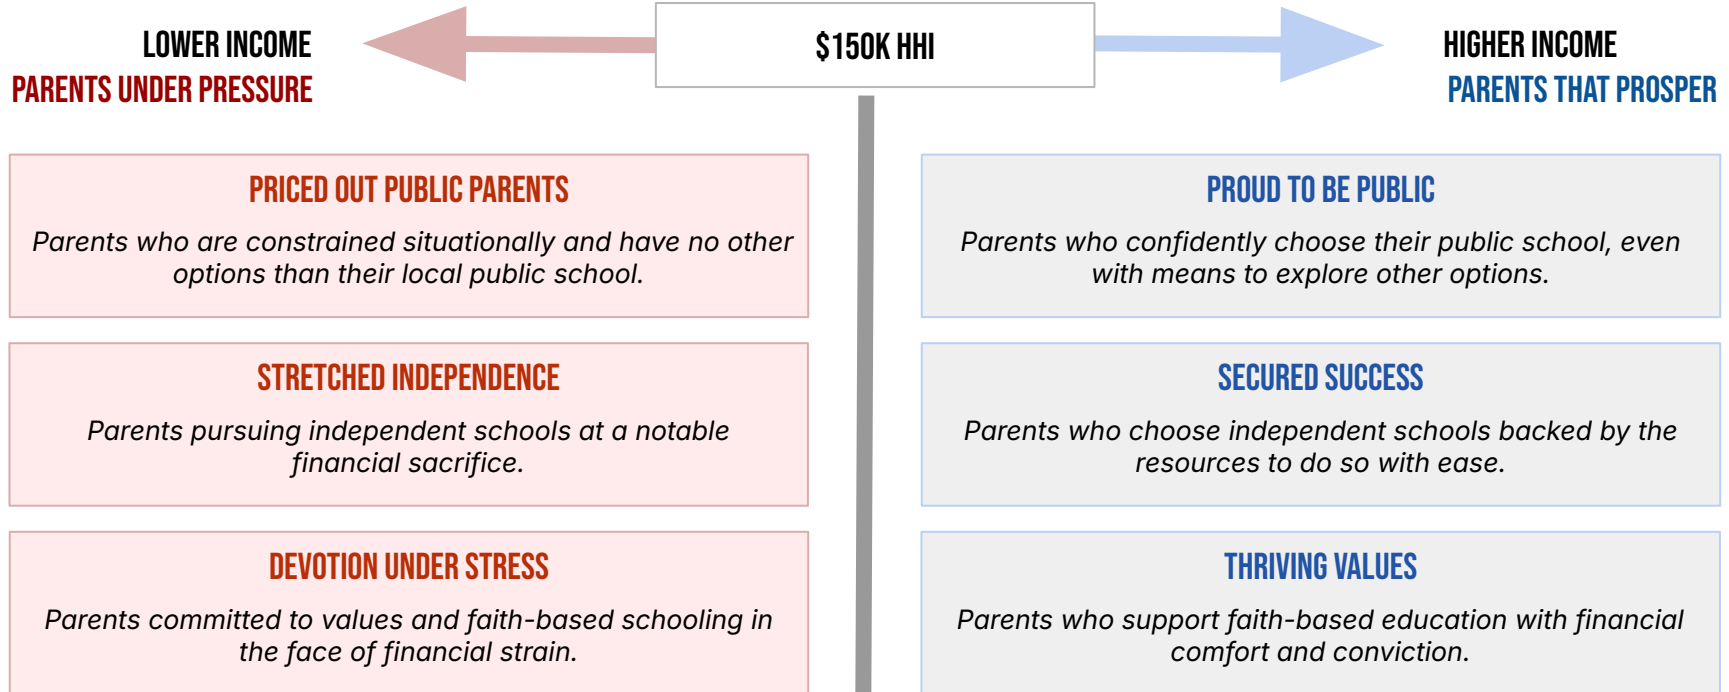 LOWER INCOME
PARENTS UNDER PRESSURE
$150K HHI
HIGHER INCOME
PARENTS THAT PROSPER
PRICED OUT PUBLIC PARENTS
Parents who are constrained situationally and have no other
options than their local public school.
PROUD TO BE PUBLIC
Parents who confidently choose their public school, even
with means to explore other options.
STRETCHED INDEPENDENCE
Parents pursuing independent schools at a notable
financial sacrifice.
SECURED SUCCESS
Parents who choose independent schools backed by the
resources to do so with ease.
DEVOTION UNDER STRESS
Parents committed to values and faith-based schooling in
the face of financial strain.
THRIVING VALUES
Parents who support faith-based education with financial
comfort and conviction.